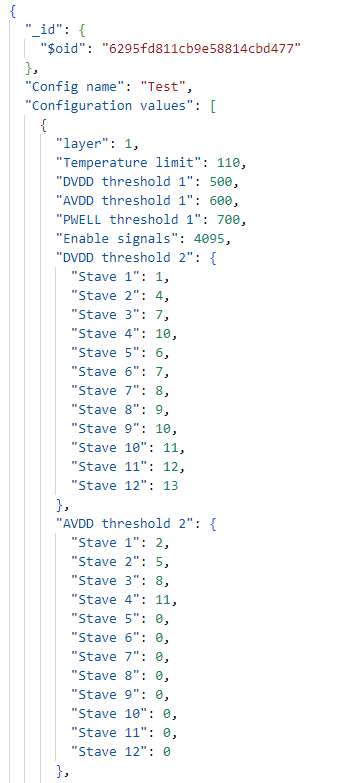 {
"_id": {
"$oid": "6295fd811cb9e58814cbd477"
},
"Config name": "Test",
"Configuration values": [
{
"layer": 1,
"Temperature limit": 110,
"DVDD threshold 1": 500,
"AVDD threshold 1": 600,
"PWELL threshold 1": 700,
"Enable signals": 4095,
"DVDD threshold 2": {
"Stave 1": 1,
"Stave 2": 4,
"Stave 3": 7,
"Stave 4": 10,
"Stave 5": 6,
"Stave 6": 7,
"Stave 7": 8,
"Stave 8": 9,
"Stave 9": 10,
"Stave 10": 11,
"Stave 11": 12,
"Stave 12": 13
},
"AVDD threshold 2": {
"Stave 1": 2,
"Stave 2": 5,
"Stave 3": 8,
"Stave 4": 11,
"Stave 5": 0,
"Stave 6": 0,
"Stave 7": 0,
"Stave 8": 0,
"Stave 9": 0,
"Stave 10": 0,
"Stave 11": 0,
"Stave 12": 0
},